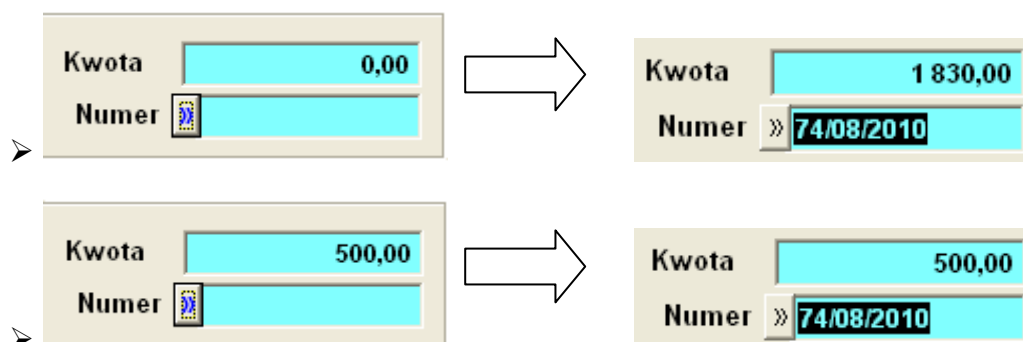 Kwota 0,00
Numer »
Kwota 1 830,00
Numer » 74/08/2010
Kwota 500,00
Numer »
Kwota 500,00
Numer » 74/08/2010